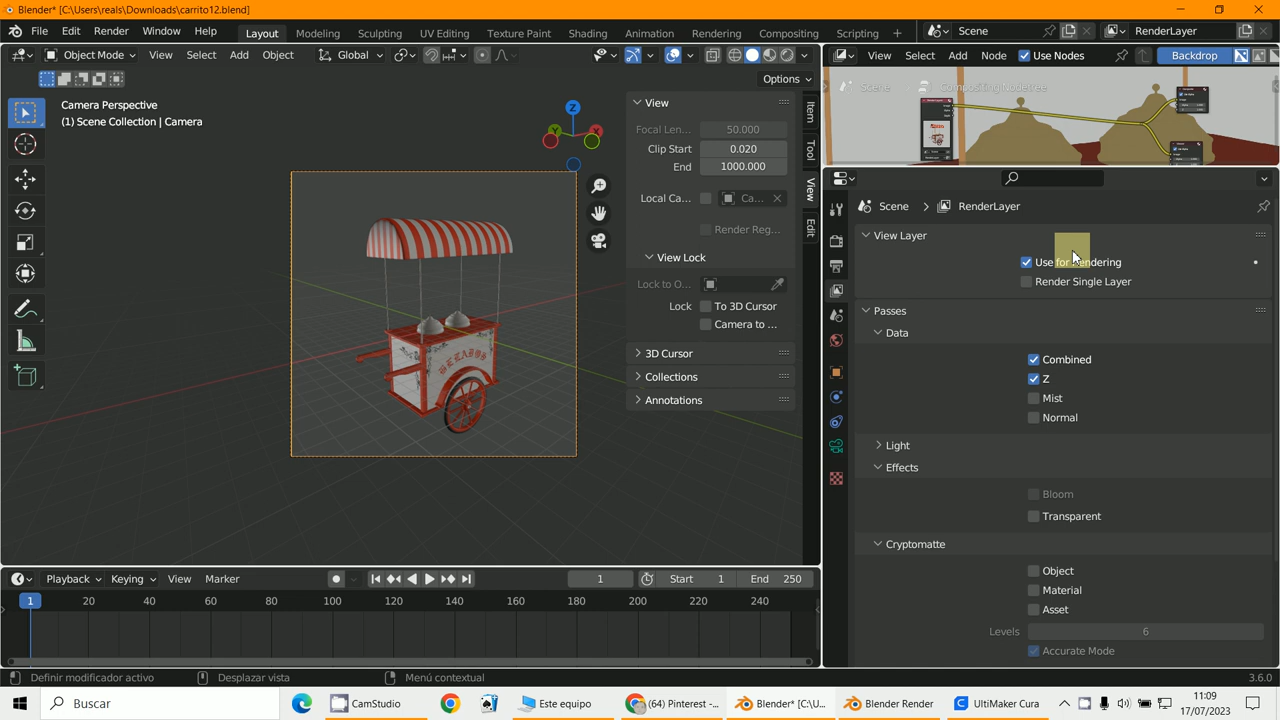 Blender* [C:\Users\reals\Downloads\carrito12.blend]
File Edit Render Window Help
Layout Modeling Sculpting UV Editing Texture Paint Shading Animation Rendering Compositing Scripting +
Scene
RenderLayer
Object Mode View Select Add Object
Global
View Select Add Node Use Nodes
Backdrop
Options
Camera Perspective
(1) Scene Collection | Camera
Z
Y
X
View
Focal Len... 50.000
Clip Start 0.020
End 1000.000
Local Ca... Ca...
Render Reg...
View Lock
Lock to O...
Lock To 3D Cursor
Camera to ...
3D Cursor
Collections
Annotations
Item
Tool
View
Edit
Scene Compositing Nodetree
Scene > RenderLayer
View Layer
Use for Rendering
Render Single Layer
Passes
Data
Combined
Z
Mist
Normal
Light
Effects
Bloom
Transparent
Cryptomatte
Object
Material
Asset
Levels 6
Accurate Mode
Playback Keying View Marker
1 Start 1 End 250
1 20 40 60 80 100 120 140 160 180 200 220 240
Definir modificador activo Desplazar vista Menú contextual 3.6.0
Buscar
CamStudio
Este equipo
(64) Pinterest -...
Blender* [C:\U...
Blender Render
UltiMaker Cura
11:09
17/07/2023